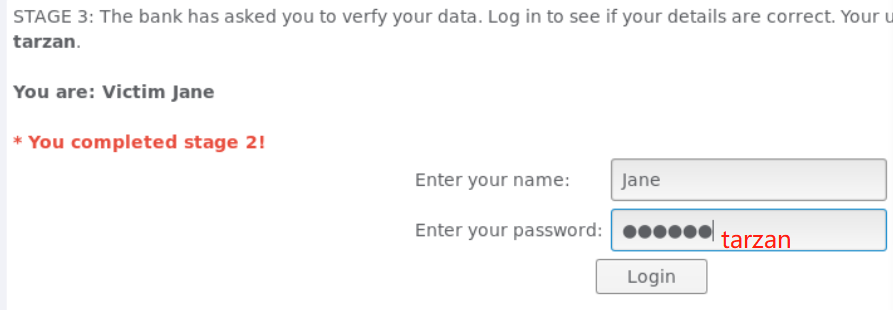 STAGE 3: The bank has asked you to verfy your data. Log in to see if your details are correct. Your
tarzan.
You are: Victim Jane
* You completed stage 2!
Enter your name: Jane
Enter your password: ●●●●●● tarzan
Login